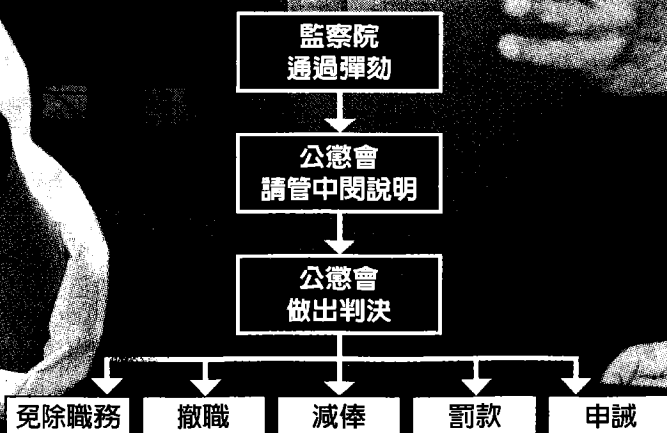 監察院
通過彈劾
公懲會
請管中閔說明
公懲會
做出判決
免除職務
撤職
減俸
罰款
申誡